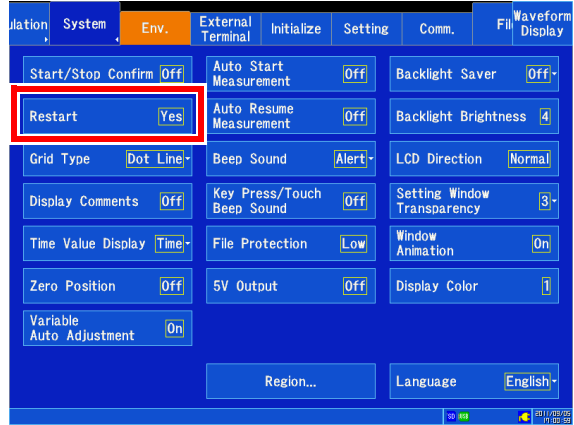 ulation System Env. External Terminal Initialize Setting Comm. Fil Waveform Display
Start/Stop Confirm Off
Auto Start Measurement Off
Backlight Saver Off
Restart Yes
Auto Resume Measurement Off
Backlight Brightness 4
Grid Type Dot Line
Beep Sound Alert
LCD Direction Normal
Display Comments Off
Key Press/Touch Beep Sound Off
Setting Window Transparency 3
Time Value Display Time
File Protection Low
Window Animation On
Zero Position Off
5V Output Off
Display Color 1
Variable Auto Adjustment On
Region...
Language English
SD USB
2011/09/05
17:00:59